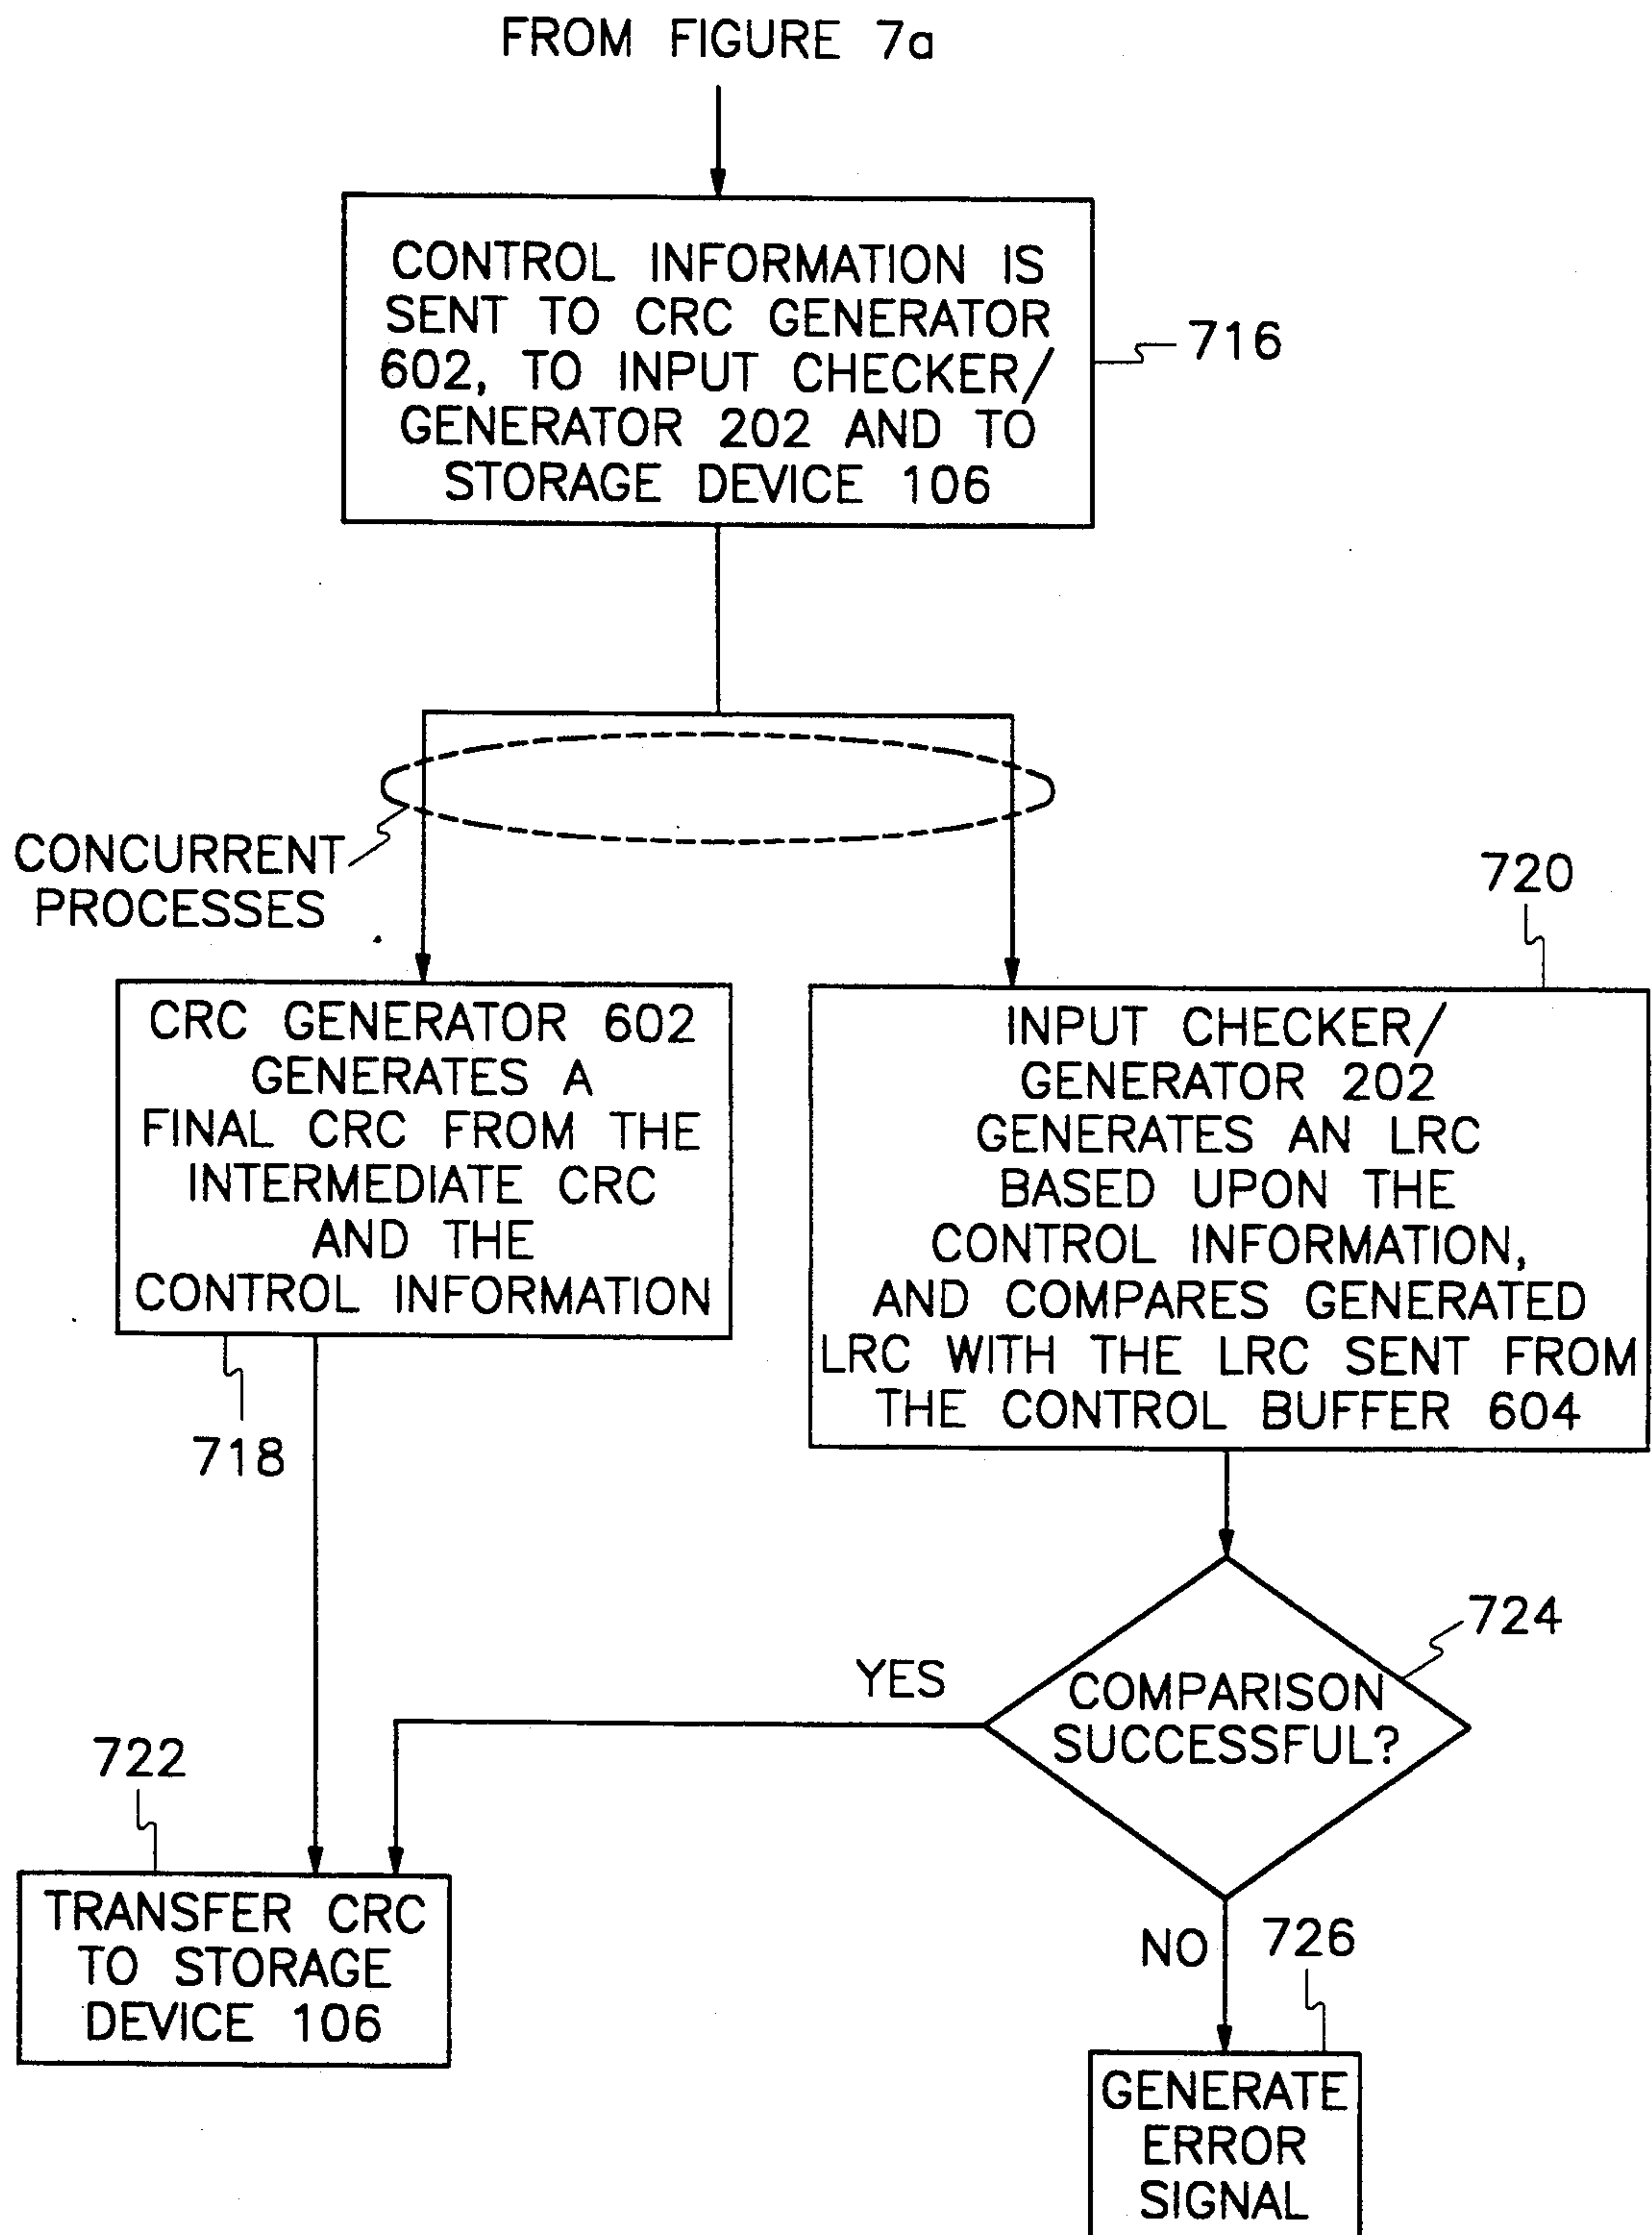 FROM FIGURE 7a
CONTROL INFORMATION IS
SENT TO CRC GENERATOR
602, TO INPUT CHECKER/
GENERATOR 202 AND TO
STORAGE DEVICE 106
716
CONCURRENT
PROCESSES
720
CRC GENERATOR 602
GENERATES A
FINAL CRC FROM THE
INTERMEDIATE CRC
AND THE
CONTROL INFORMATION
718
INPUT CHECKER/
GENERATOR 202
GENERATES AN LRC
BASED UPON THE
CONTROL INFORMATION,
AND COMPARES GENERATED
LRC WITH THE LRC SENT FROM
THE CONTROL BUFFER 604
724
COMPARISON
SUCCESSFUL?
YES
722
TRANSFER CRC
TO STORAGE
DEVICE 106
NO
726
GENERATE
ERROR
SIGNAL